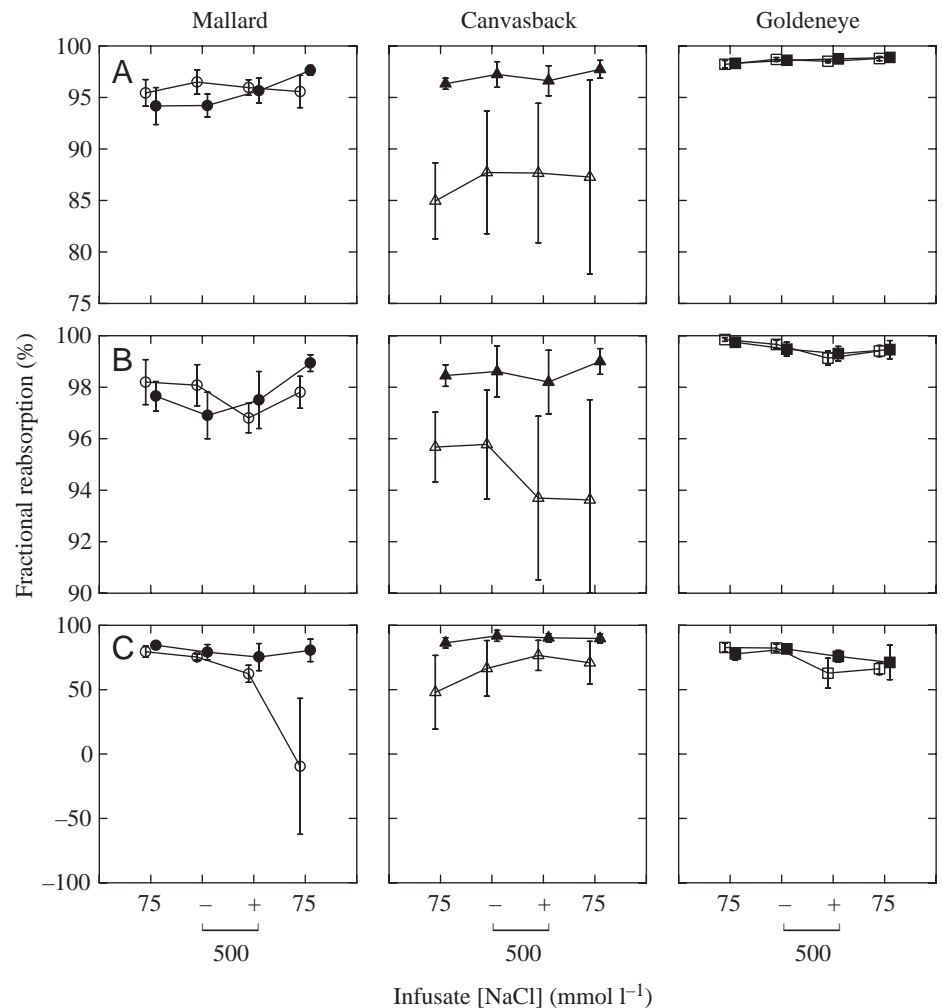 Mallard Canvasback Goldeneye
A
100
95
90
85
80
75
B
100
98
96
94
92
90
C
100
50
0
–50
–100
Fractional reabsorption (%)
75 – + 75 75 – + 75 75 – + 75
500 500 500
Infusate [NaCl] (mmol l–1)